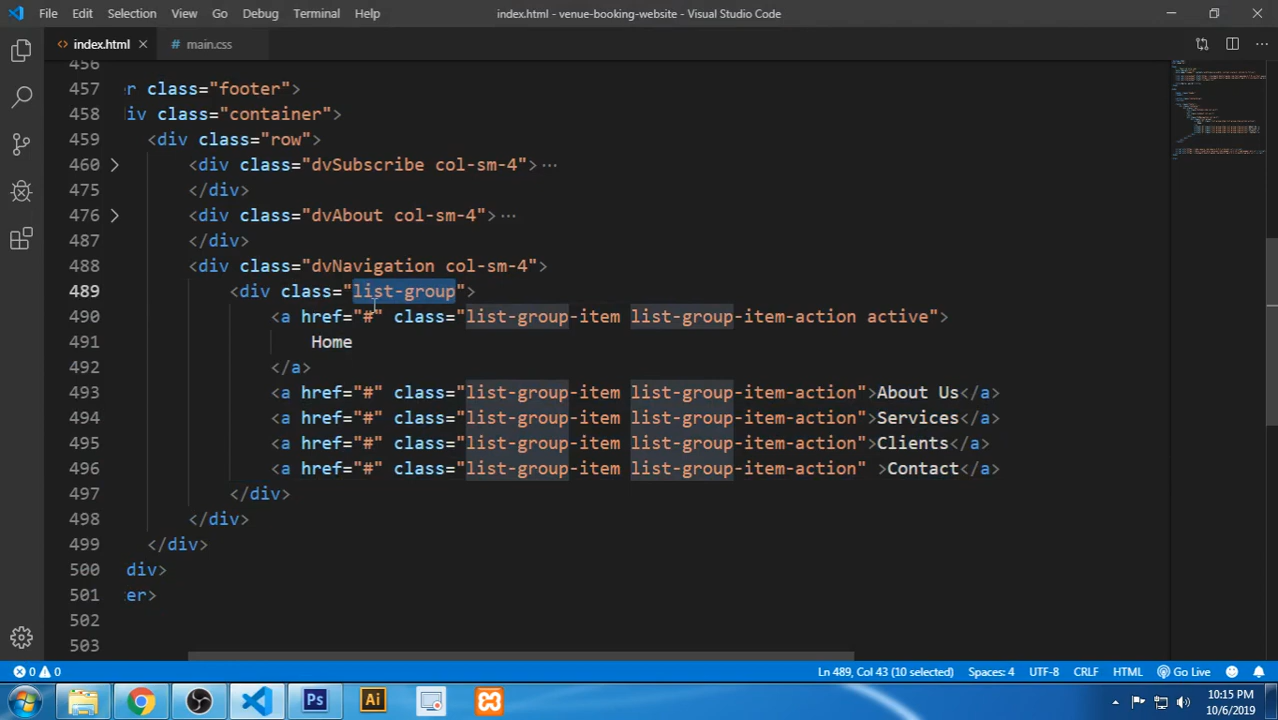 File Edit Selection View Go Debug Terminal Help index.html - venue-booking-website - Visual Studio Code
index.html main.css
456
457 r class="footer">
458 iv class="container">
459 <div class="row">
460 <div class="dvSubscribe col-sm-4"> ...
475 </div>
476 <div class="dvAbout col-sm-4"> ...
487 </div>
488 <div class="dvNavigation col-sm-4">
489 <div class="list-group">
490 <a href="#" class="list-group-item list-group-item-action active">
491 Home
492 </a>
493 <a href="#" class="list-group-item list-group-item-action">About Us</a>
494 <a href="#" class="list-group-item list-group-item-action">Services</a>
495 <a href="#" class="list-group-item list-group-item-action">Clients</a>
496 <a href="#" class="list-group-item list-group-item-action" >Contact</a>
497 </div>
498 </div>
499 </div>
500 div>
501 er>
502
503
0 0 Ln 489, Col 43 (10 selected) Spaces: 4 UTF-8 CRLF HTML Go Live
Ps Ai
10:15 PM
10/6/2019